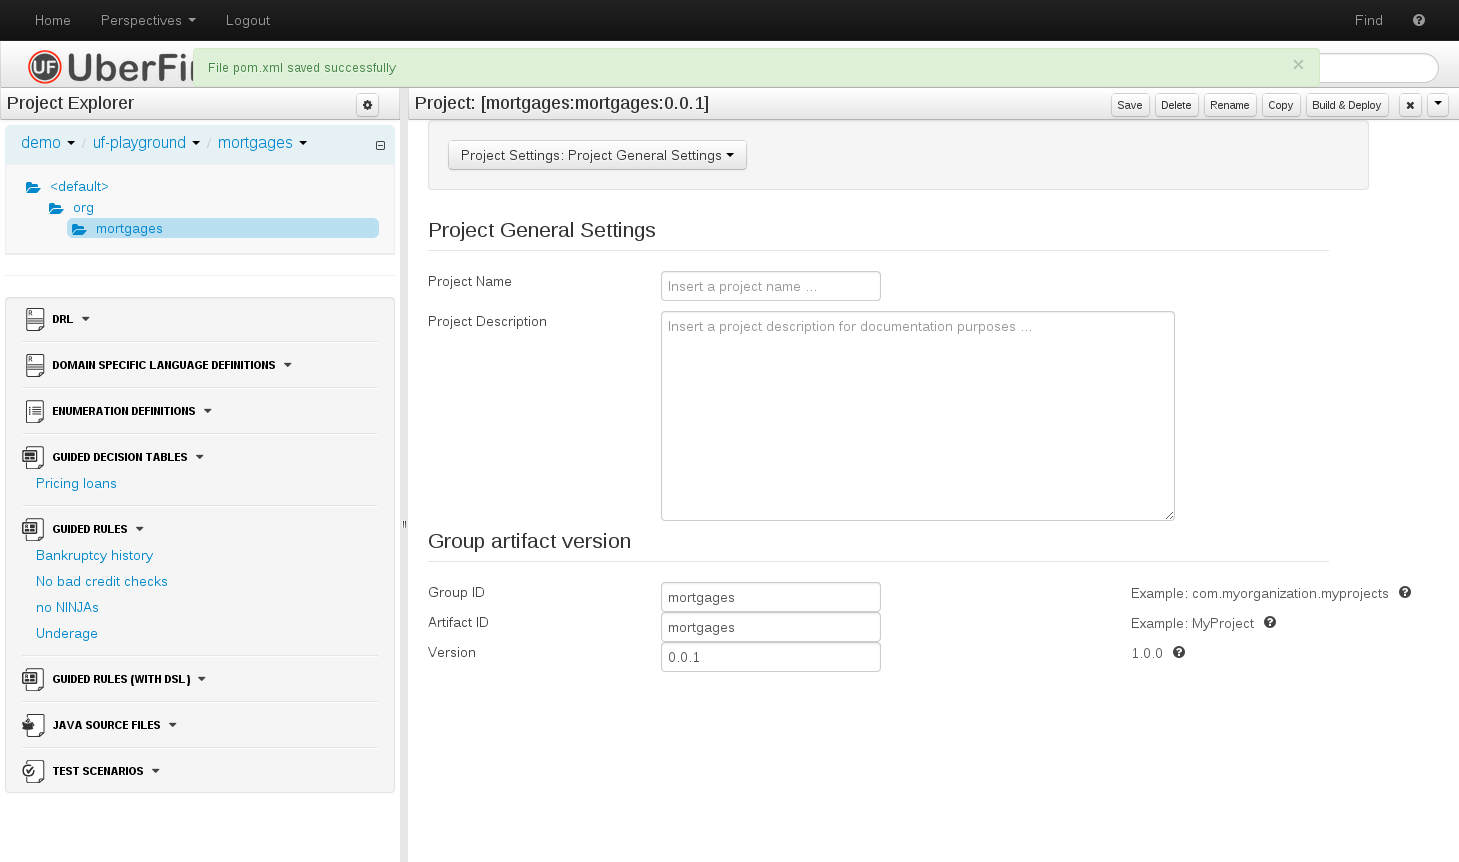 Home Perspectives Logout Find
UF UberFi
File pom.xml saved successfully ×
Project Explorer
demo / uf-playground / mortgages
<default>
org
mortgages
DRL
DOMAIN SPECIFIC LANGUAGE DEFINITIONS
ENUMERATION DEFINITIONS
GUIDED DECISION TABLES
Pricing loans
GUIDED RULES
Bankruptcy history
No bad credit checks
no NINJAs
Underage
GUIDED RULES (WITH DSL)
JAVA SOURCE FILES
TEST SCENARIOS
Project: [mortgages:mortgages:0.0.1] Save Delete Rename Copy Build & Deploy
Project Settings: Project General Settings
Project General Settings
Project Name Insert a project name ...
Project Description Insert a project description for documentation purposes ...
Group artifact version
Group ID mortgages Example: com.myorganization.myprojects
Artifact ID mortgages Example: MyProject
Version 0.0.1 1.0.0